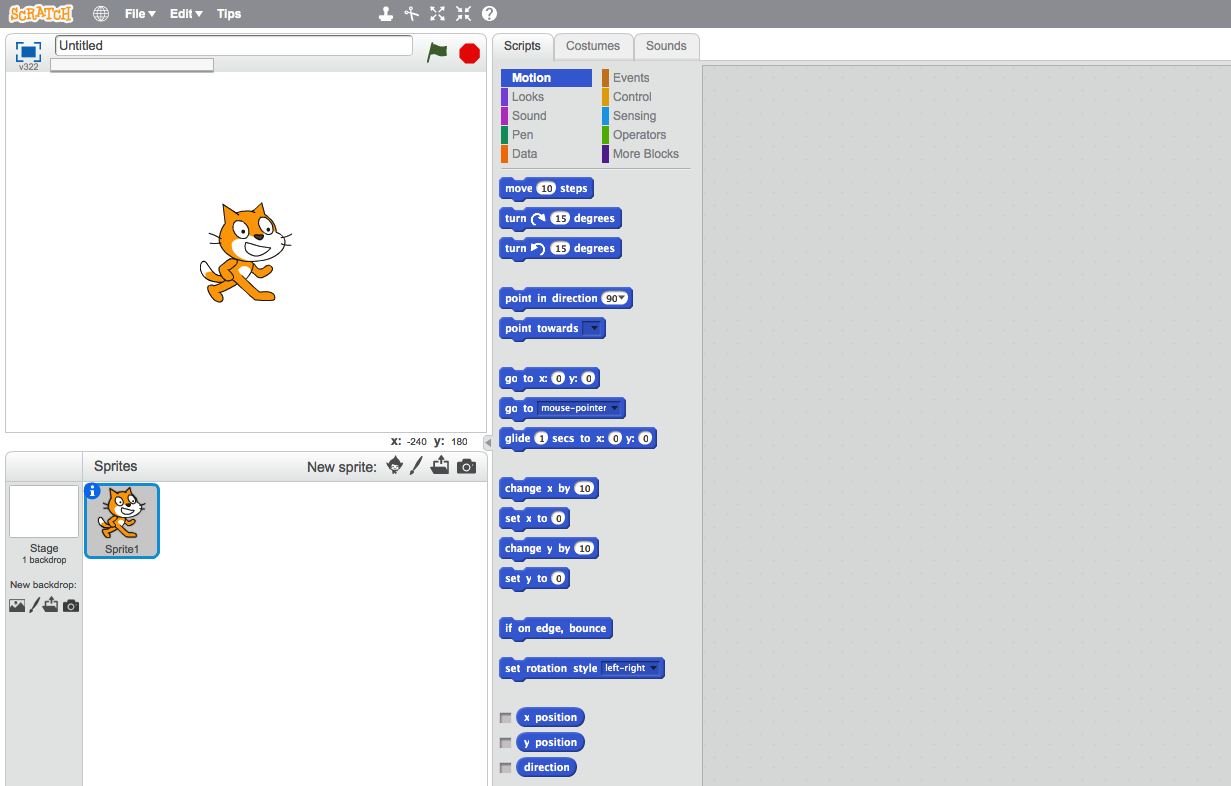 SCRATCH File Edit Tips
v322 Untitled
x: -240 y: 180
Sprites New sprite:
Sprite1
Stage
1 backdrop
New backdrop:
Scripts Costumes Sounds
Motion Events
Looks Control
Sound Sensing
Pen Operators
Data More Blocks
move 10 steps
turn 15 degrees
turn 15 degrees
point in direction 90
point towards
go to x: 0 y: 0
go to mouse-pointer
glide 1 secs to x: 0 y: 0
change x by 10
set x to 0
change y by 10
set y to 0
if on edge, bounce
set rotation style left-right
x position
y position
direction